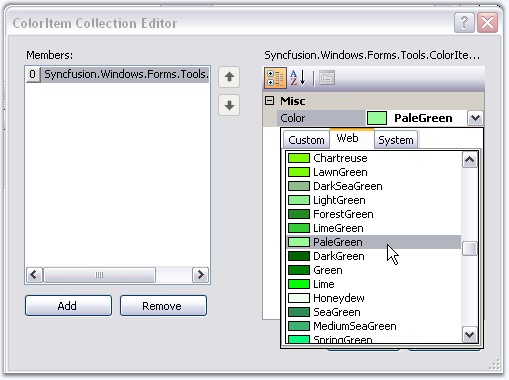 ColorItem Collection Editor
Members:
Syncfusion.Windows.Forms.Tools.ColorIte...
0 Syncfusion.Windows.Forms.Tools.
Misc
Color PaleGreen
Custom Web System
Chartreuse
LawnGreen
DarkSeaGreen
LightGreen
ForestGreen
LimeGreen
PaleGreen
DarkGreen
Green
Lime
Honeydew
SeaGreen
MediumSeaGreen
SpringGreen
Add Remove